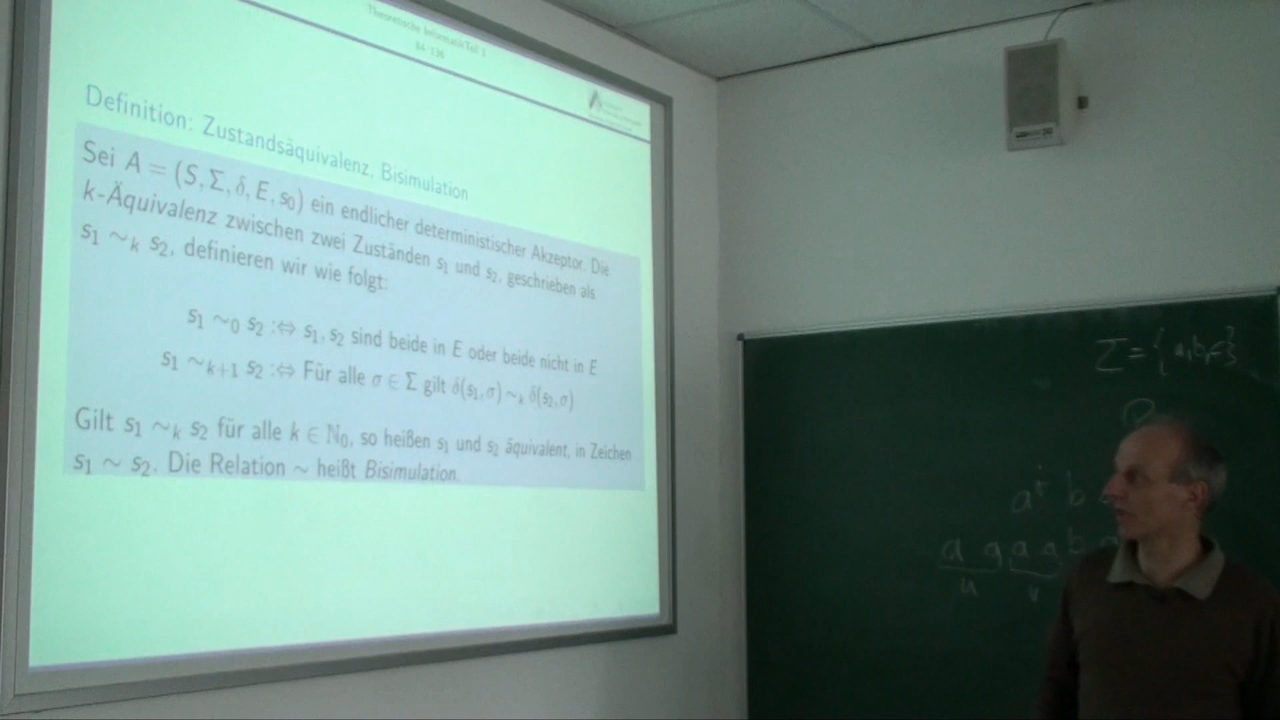 Theoretische Informatik Teil 1
Definition: Zustandsäquivalenz, Bisimulation
Sei A = (S, Σ, δ, E, s₀) ein endlicher deterministischer Akzeptor. Die
k-Äquivalenz zwischen zwei Zuständen s₁ und s₂, geschrieben als
s₁ ∼ₖ s₂, definieren wir wie folgt:
s₁ ∼₀ s₂ :⇔ s₁, s₂ sind beide in E oder beide nicht in E
s₁ ∼ₖ₊₁ s₂ :⇔ Für alle σ ∈ Σ gilt δ(s₁, σ) ∼ₖ δ(s₂, σ)
Gilt s₁ ∼ₖ s₂ für alle k ∈ ℕ₀, so heißen s₁ und s₂ äquivalent, in Zeichen
s₁ ∼ s₂. Die Relation ∼ heißt Bisimulation.
Σ = {a,b,c}
a b
a a a a b a
u v